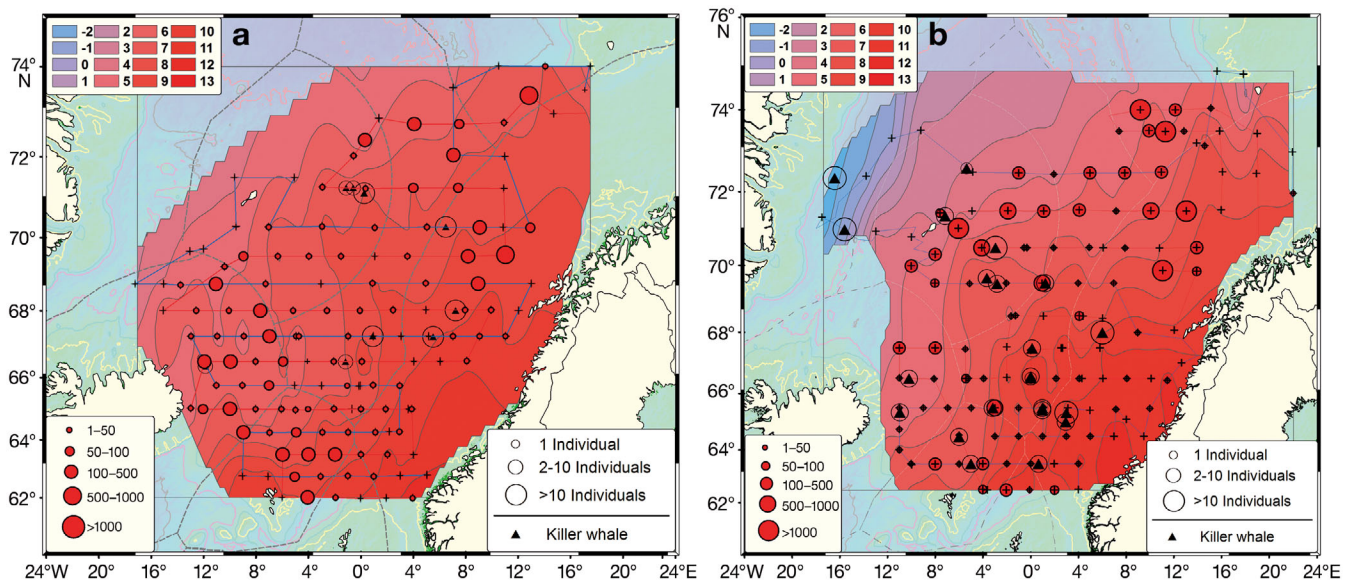 a
-2 2 6 10
-1 3 7 11
0 4 8 12
1 5 9 13
74°
N
72°
70°
68°
66°
64°
62°
1–50
50–100
100–500
500–1000
>1000
1 Individual
2-10 Individuals
>10 Individuals
Killer whale
24°W 20° 16° 12° 8° 4° 0° 4° 8° 12° 16° 20° 24°E
b
-2 2 6 10
-1 3 7 11
0 4 8 12
1 5 9 13
76°
N
74°
72°
70°
68°
66°
64°
62°
60°
1–50
50–100
100–500
500–1000
>1000
1 Individual
2-10 Individuals
>10 Individuals
Killer whale
24°W 20° 16° 12° 8° 4° 0° 4° 8° 12° 16° 20° 24°E